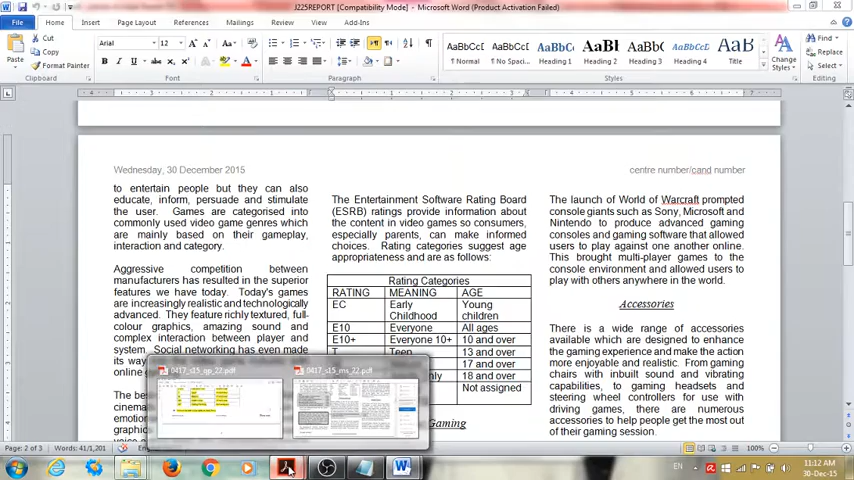 J225REPORT [Compatibility Mode] - Microsoft Word (Product Activation Failed)
File Home Insert Page Layout References Mailings Review View Add-Ins
Cut
Copy
Format Painter
Paste
Clipboard
Arial 12
Font
Paragraph
AaBbCcI AaBbCcI AaBbCcI AaBbC AaBbCc AaBbCcI AaB
¶ Normal ¶ No Spaci... Heading 1 Heading 2 Heading 3 Heading 4 Title
Styles
Change
Styles
Find
Replace
Select
Editing
Wednesday, 30 December 2015 centre number/cand number
to entertain people but they can also
educate, inform, persuade and stimulate
the user. Games are categorised into
commonly used video game genres which
are mainly based on their gameplay,
interaction and category.
Aggressive competition between
manufacturers has resulted in the superior
features we have today. Today's games
are increasingly realistic and technologically
advanced. They feature richly textured, full-
colour graphics, amazing sound and
complex interaction between player and
system. Social networking has even made
its way
online
The be
cinema
emotio
The Entertainment Software Rating Board
(ESRB) ratings provide information about
the content in video games so consumers,
especially parents, can make informed
choices. Rating categories suggest age
appropriateness and are as follows:
Rating Categories
RATING MEANING AGE
EC Early Childhood Young children
E10 Everyone All ages
E10+ Everyone 10+ 10 and over
T Teen 13 and over
17 and over
only 18 and over
Not assigned
Gaming
The launch of World of Warcraft prompted
console giants such as Sony, Microsoft and
Nintendo to produce advanced gaming
consoles and gaming software that allowed
users to play against one another online.
This brought multi-player games to the
console environment and allowed users to
play with others anywhere in the world.
Accessories
There is a wide range of accessories
available which are designed to enhance
the gaming experience and make the action
more enjoyable and realistic. From gaming
chairs with inbuilt sound and vibrating
capabilities, to gaming headsets and
steering wheel controllers for use with
driving games, there are numerous
accessories to help people get the most out
of their gaming session.
0417_s15_qp_22.pdf 0417_s15_ms_22.pdf
Page: 2 of 3 Words: 41/1,201 100%
EN 11:12 AM
30-Dec-15